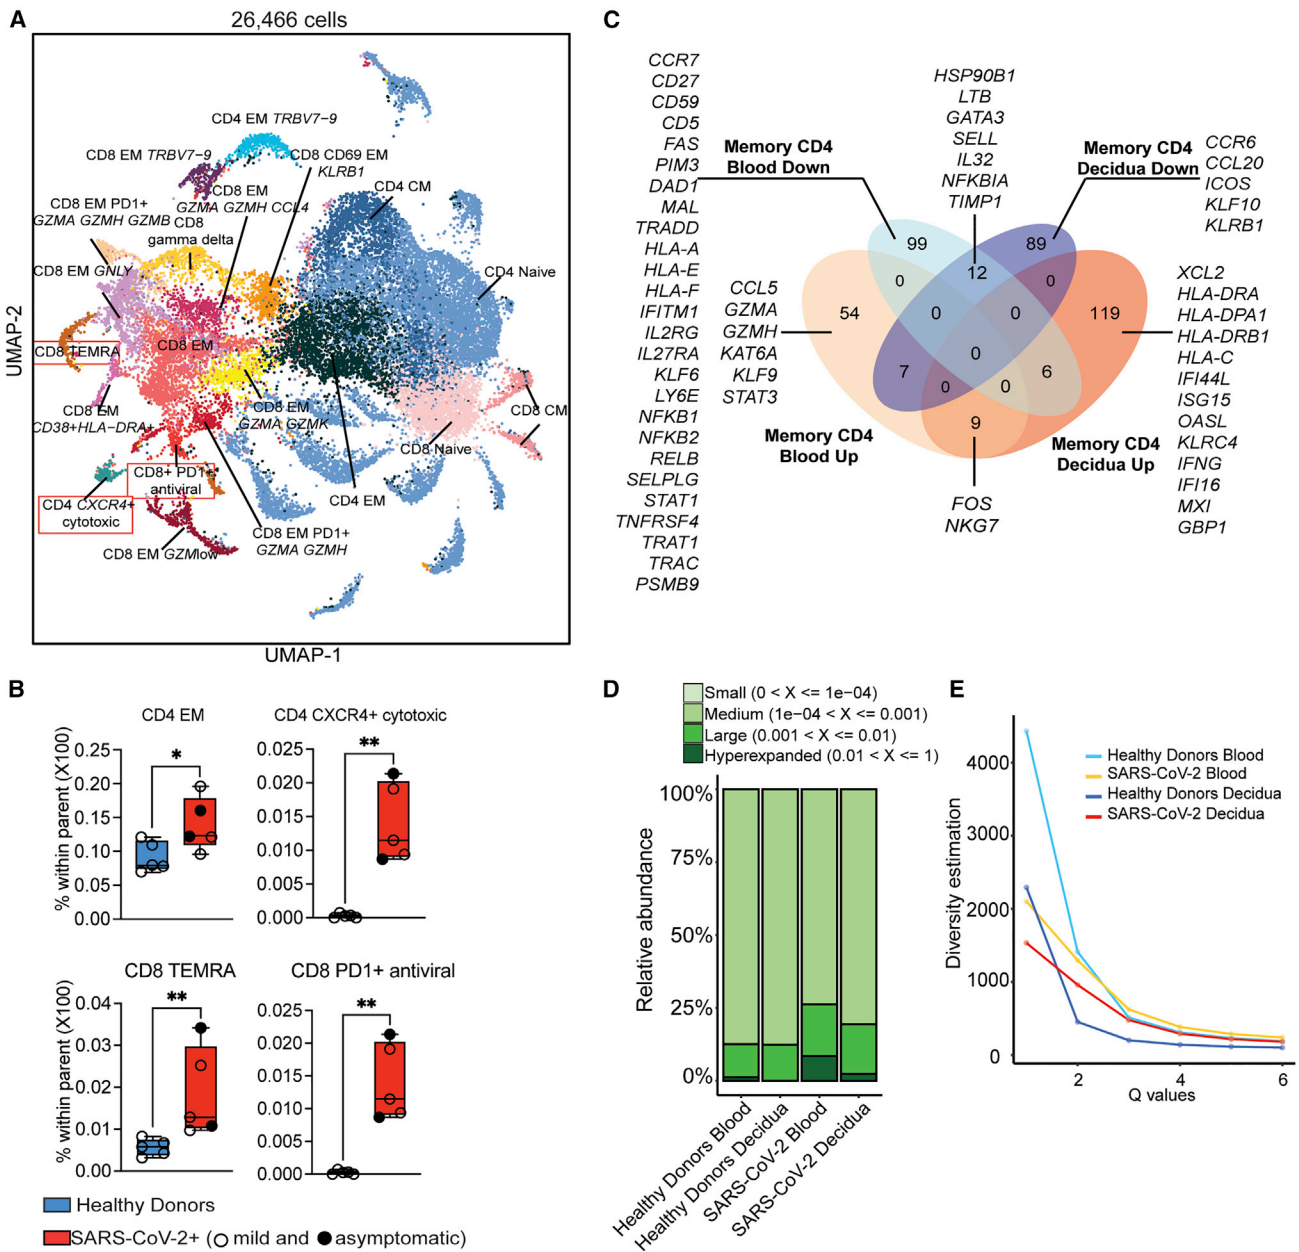 A
26,466 cells
CD4 EM TRBV7−9
CD8 EM TRBV7−9
CD8 CD69 EM
KLRB1
CD8 EM
GZMA GZMH CCL4
CD4 CM
CD8 EM PD1+
GZMA GZMH GZMB
CD8
gamma delta
CD8 EM GNLY
CD4 Naive
CD8 TEMRA
CD8 EM
CD8 EM
CD38+HLA−DRA+
CD8 EM
GZMA GZMK
CD8 CM
CD8 Naive
CD8+ PD1+
antiviral
CD4 CXCR4+
cytotoxic
CD4 EM
CD8 EM GZMlow
CD8 EM PD1+
GZMA GZMH
UMAP-2
UMAP-1
B
CD4 EM
% within parent (X100)
0.25
0.20
0.15
0.10
0.05
0.00
*
CD4 CXCR4+ cytotoxic
0.025
0.020
0.015
0.010
0.005
0.000
**
CD8 TEMRA
% within parent (X100)
0.04
0.03
0.02
0.01
0.00
**
CD8 PD1+ antiviral
0.025
0.020
0.015
0.010
0.005
0.000
**
Healthy Donors
SARS-CoV-2+ (○ mild and ● asymptomatic)
C
CCR7
CD27
CD59
CD5
FAS
PIM3
DAD1
MAL
TRADD
HLA-A
HLA-E
HLA-F
IFITM1
IL2RG
IL27RA
KLF6
LY6E
NFKB1
NFKB2
RELB
SELPLG
STAT1
TNFRSF4
TRAT1
TRAC
PSMB9
Memory CD4
Blood Down
HSP90B1
LTB
GATA3
SELL
IL32
NFKBIA
TIMP1
Memory CD4
Decidua Down
CCR6
CCL20
ICOS
KLF10
KLRB1
CCL5
GZMA
GZMH
KAT6A
KLF9
STAT3
Memory CD4
Blood Up
XCL2
HLA-DRA
HLA-DPA1
HLA-DRB1
HLA-C
IFI44L
ISG15
OASL
KLRC4
IFNG
IFI16
MXI
GBP1
Memory CD4
Decidua Up
FOS
NKG7
99
89
0
12
0
54
0
0
119
0
7
6
0
0
9
D
Small (0 < X <= 1e−04)
Medium (1e−04 < X <= 0.001)
Large (0.001 < X <= 0.01)
Hyperexpanded (0.01 < X <= 1)
Relative abundance
100%
75%
50%
25%
0%
Healthy Donors Blood
Healthy Donors Decidua
SARS-CoV-2 Blood
SARS-CoV-2 Decidua
E
Healthy Donors Blood
SARS-CoV-2 Blood
Healthy Donors Decidua
SARS-CoV-2 Decidua
Diversity estimation
4000
3000
2000
1000
0
2
4
6
Q values